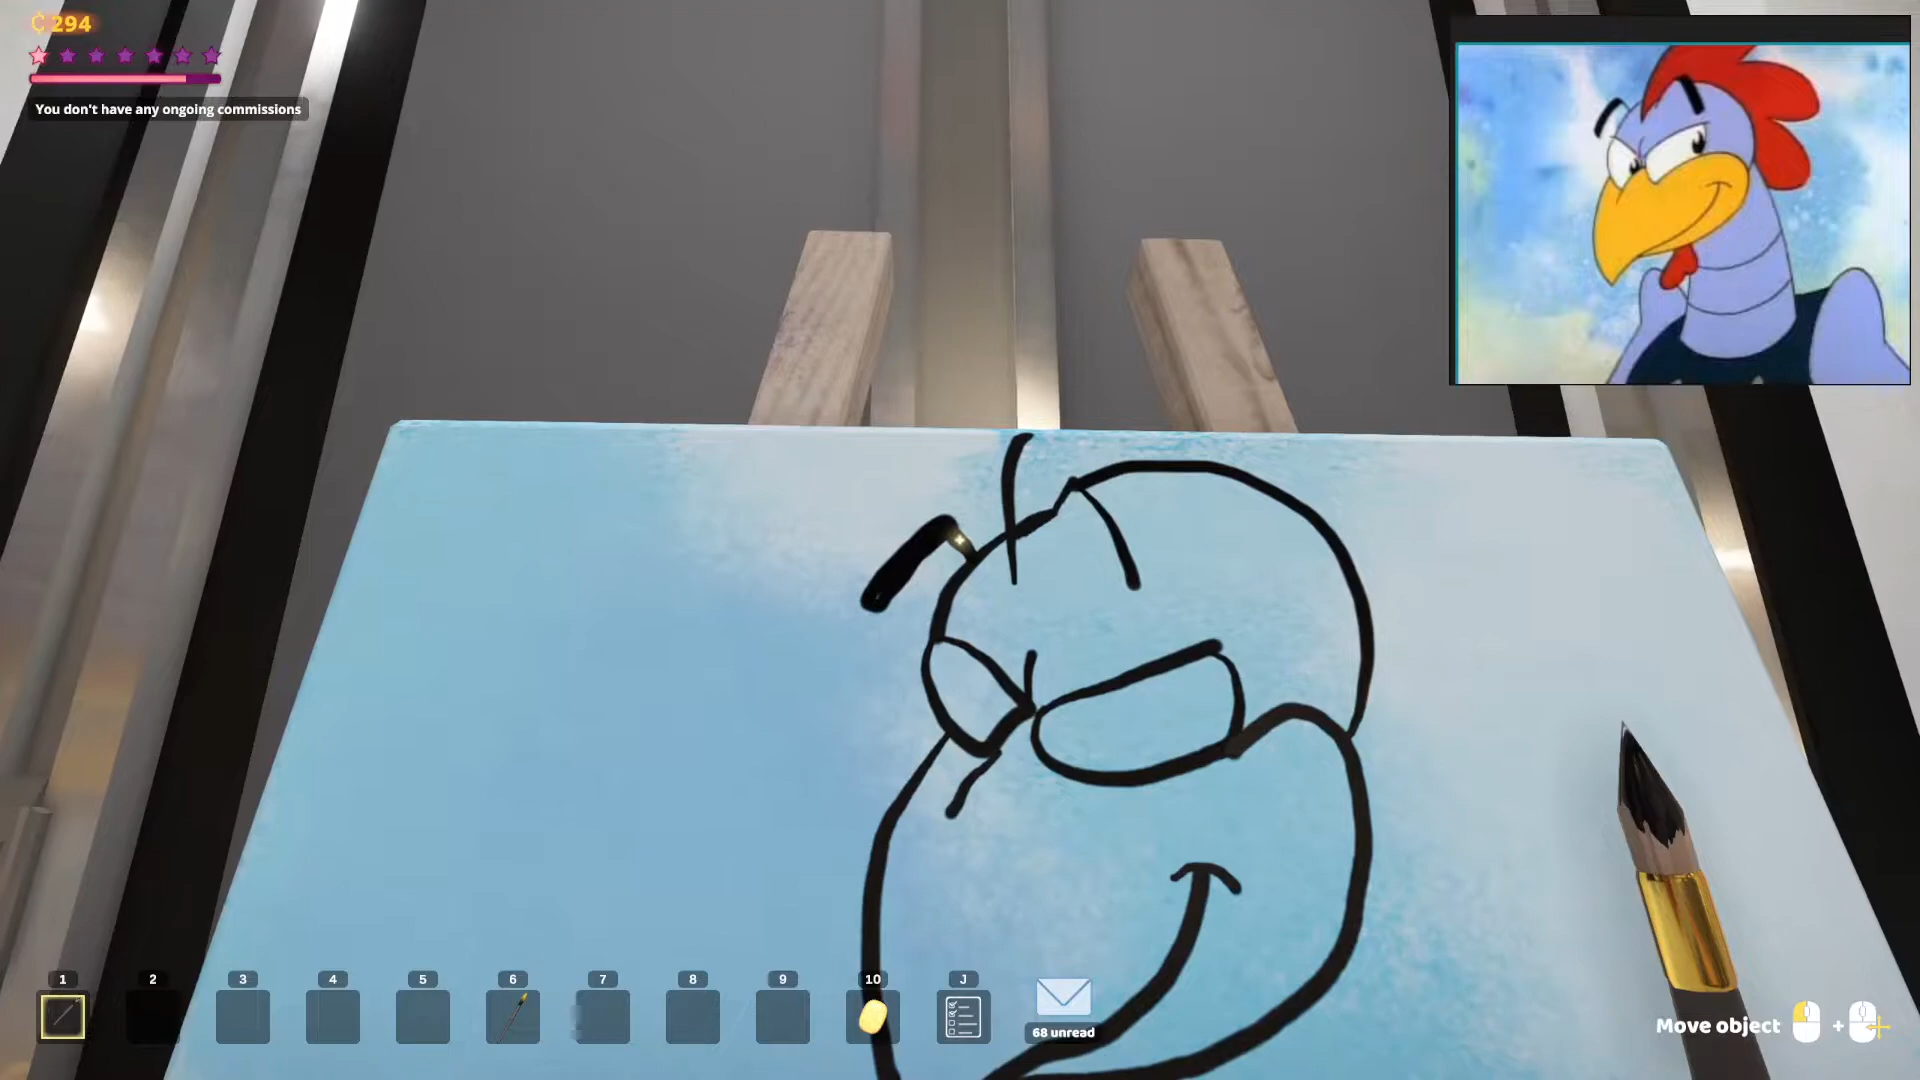 ₵ 294
You don't have any ongoing commissions
1 2 3 4 5 6 7 8 9 10 J
68 unread
Move object +